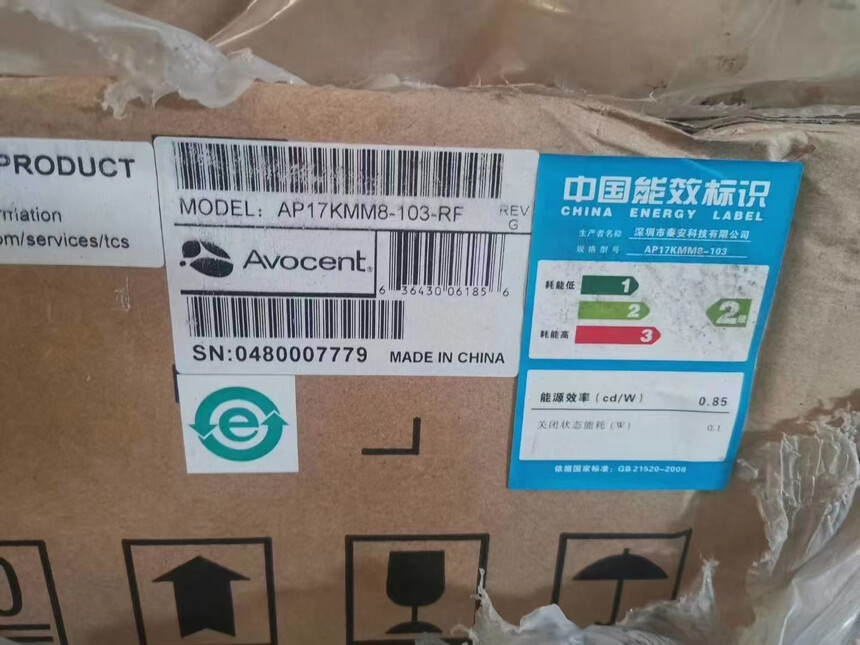 PRODUCT
om/services/tcs
MODEL: AP17KMM8-103-RF
REV
G
Avocent
6 36430 06185 6
SN:0480007779
MADE IN CHINA
e
中国能效标识
CHINA ENERGY LABEL
生产者名称 深圳市秦安科技有限公司
规格型号 AP17KMM8-103
耗能低
1
2
耗能高
3
2级
能源效率(cd/W) 0.85
关闭状态能耗(W) 0.1
依据国家标准: GB 21520-2008